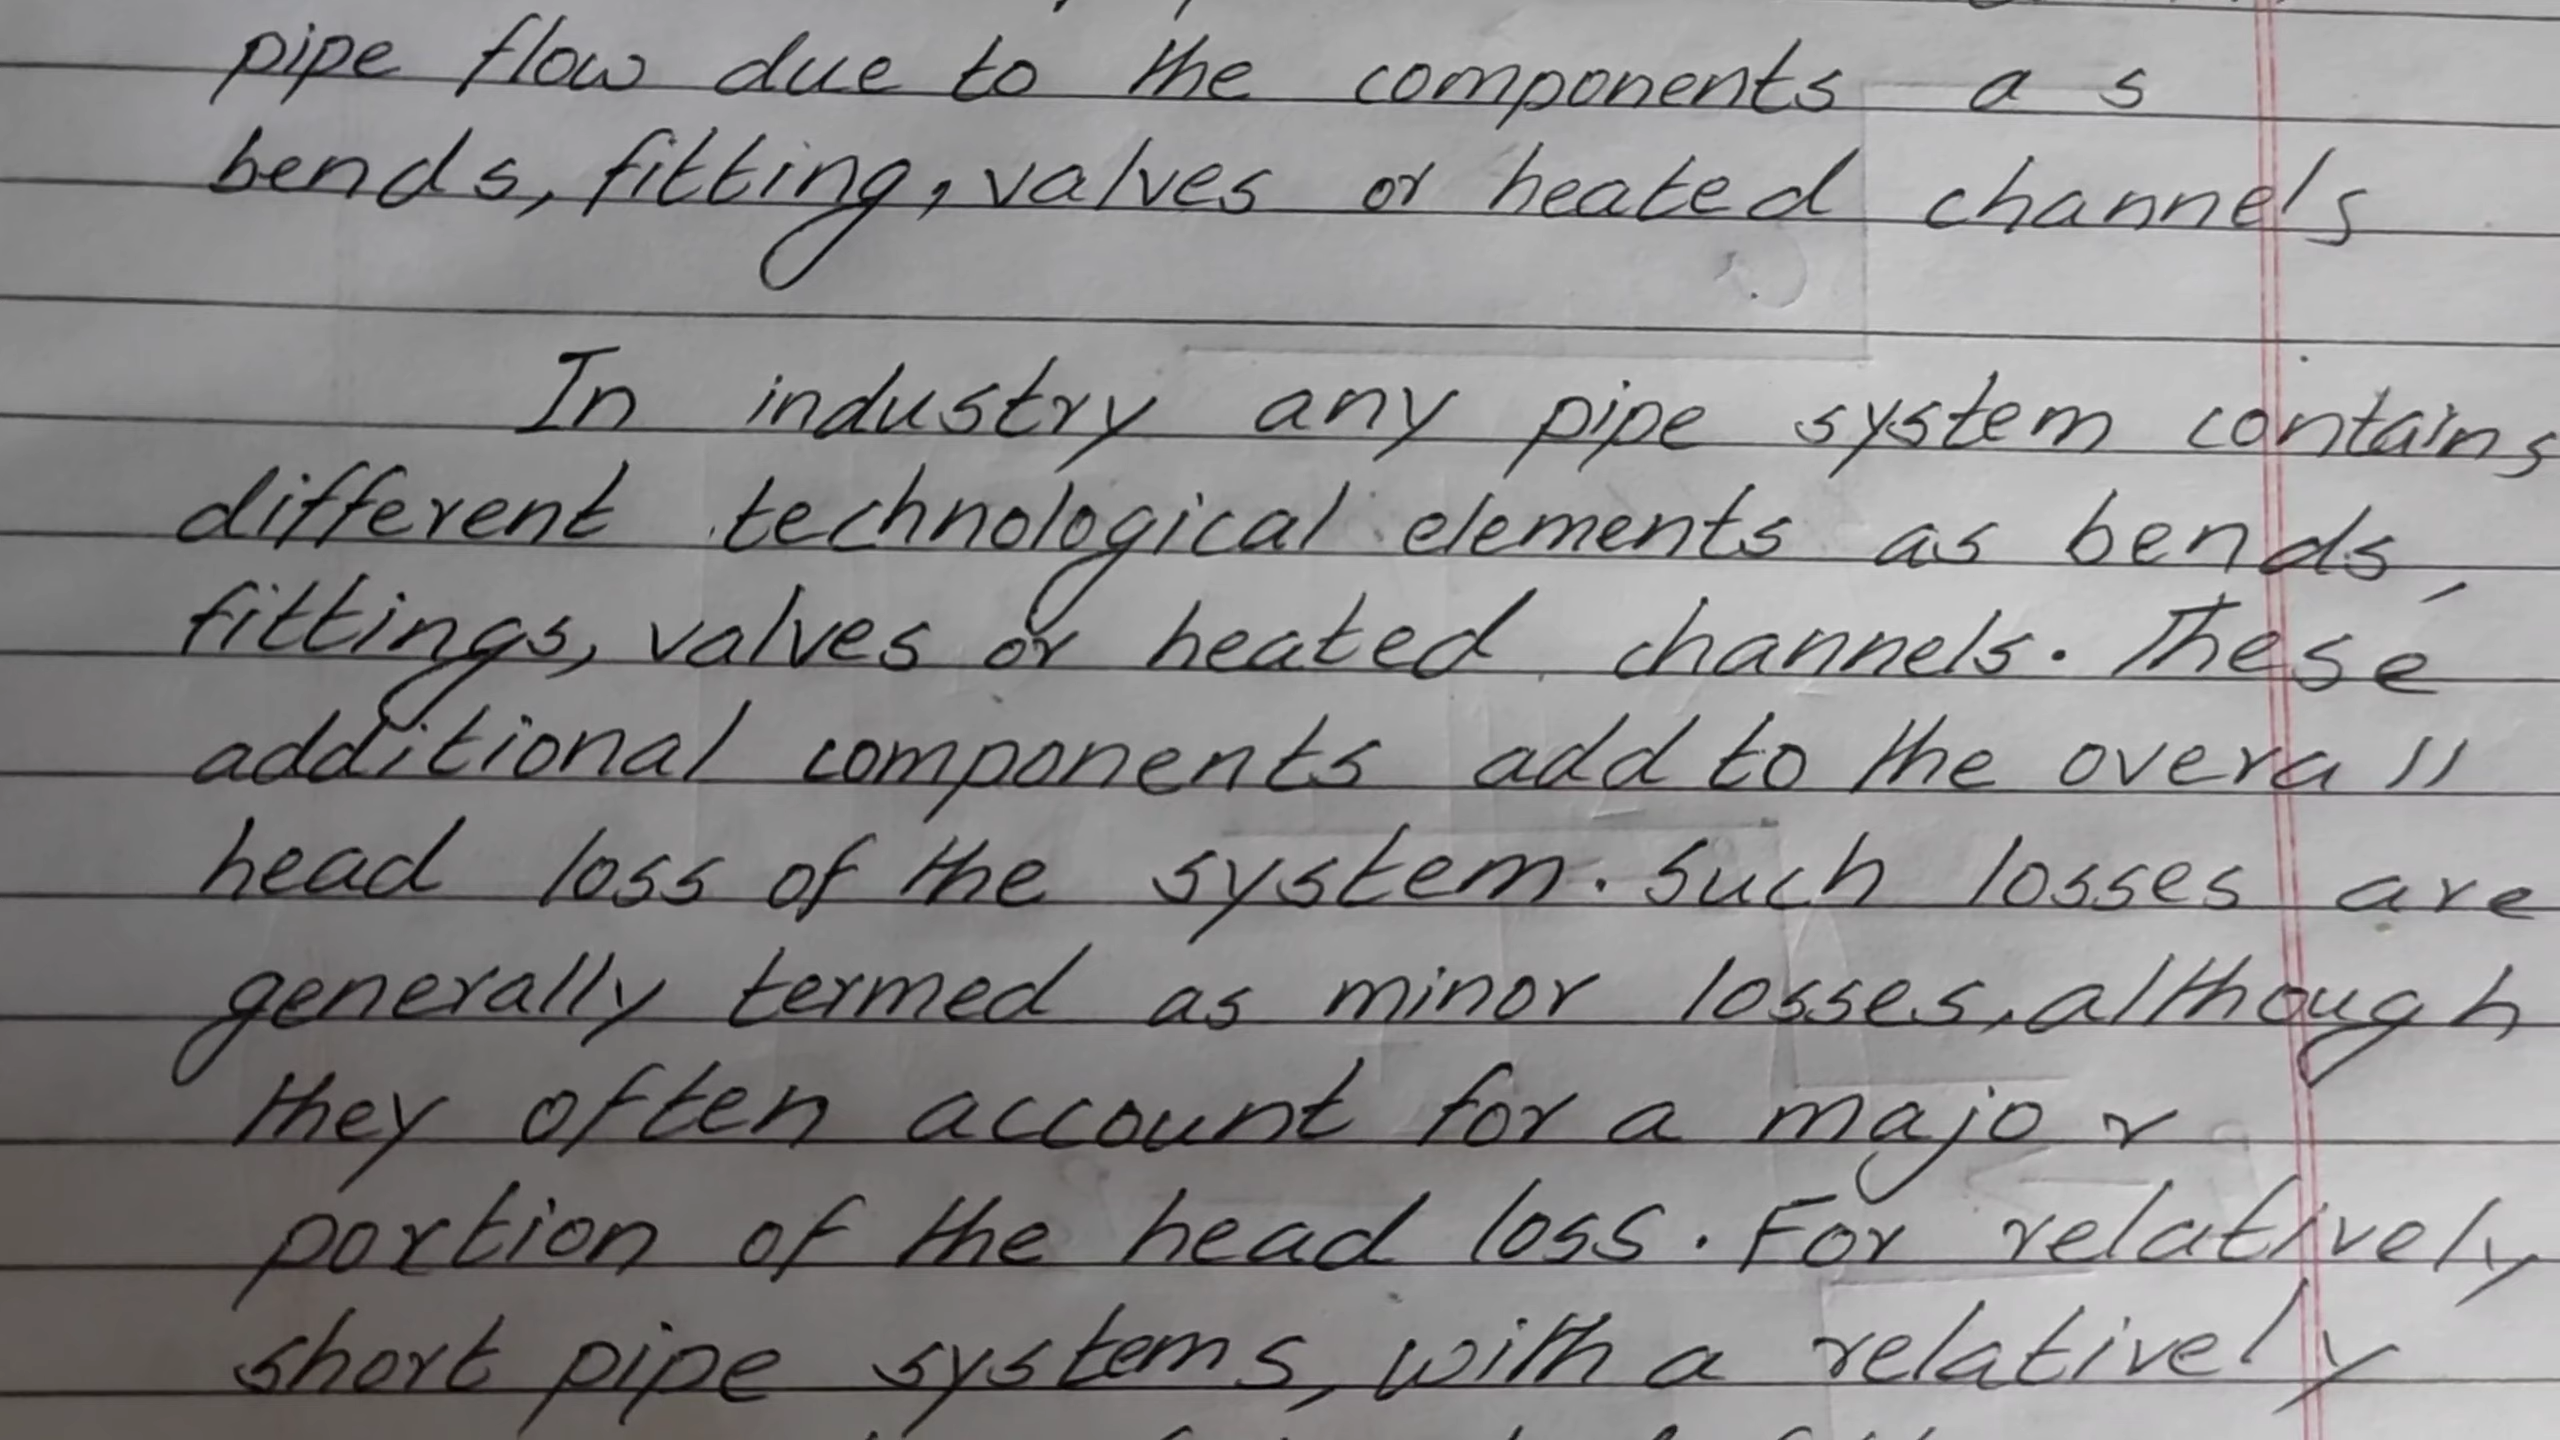 pipe flow due to the components as
bends, fitting, valves or heated channels
In industry any pipe system contains
different technological elements as bends,
fittings, valves or heated channels. These
additional components add to the overall
head loss of the system. Such losses are
generally termed as minor losses, although
they often account for a major
portion of the head loss. For relatively
short pipe systems, with a relatively